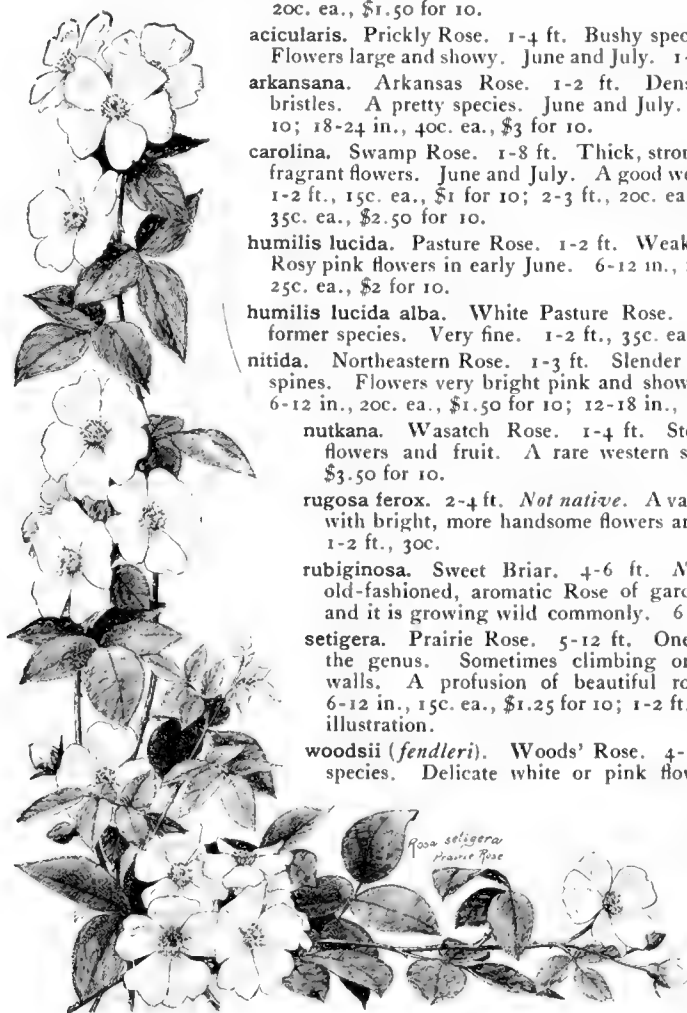 20c. ea., $1.50 for 10.
acicularis. Prickly Rose. 1-4 ft. Bushy spec
Flowers large and showy. June and July. 1-
arkansana. Arkansas Rose. 1-2 ft. Dens
bristles. A pretty species. June and July.
10; 18-24 in., 40c. ea., $3 for 10.
carolina. Swamp Rose. 1-8 ft. Thick, stron
fragrant flowers. June and July. A good we
1-2 ft., 15c. ea., $1 for 10; 2-3 ft., 20c. ea
35c. ea., $2.50 for 10.
humilis lucida. Pasture Rose. 1-2 ft. Weak
Rosy pink flowers in early June. 6-12 in.,
25c. ea., $2 for 10.
humilis lucida alba. White Pasture Rose.
former species. Very fine. 1-2 ft., 35c. ea
nitida. Northeastern Rose. 1-3 ft. Slender
spines. Flowers very bright pink and show
6-12 in., 20c. ea., $1.50 for 10; 12-18 in.,
nutkana. Wasatch Rose. 1-4 ft. Ste
flowers and fruit. A rare western s
$3.50 for 10.
rugosa ferox. 2-4 ft. Not native. A va
with bright, more handsome flowers an
1-2 ft., 30c.
rubiginosa. Sweet Briar. 4-6 ft. N
old-fashioned, aromatic Rose of gard
and it is growing wild commonly. 6
setigera. Prairie Rose. 5-12 ft. One
the genus. Sometimes climbing or
walls. A profusion of beautiful ro
6-12 in., 15c. ea., $1.25 for 10; 1-2 ft.
illustration.
woodsii (fendleri). Woods' Rose. 4-
species. Delicate white or pink flow
Rosa setigera
Prairie Rose